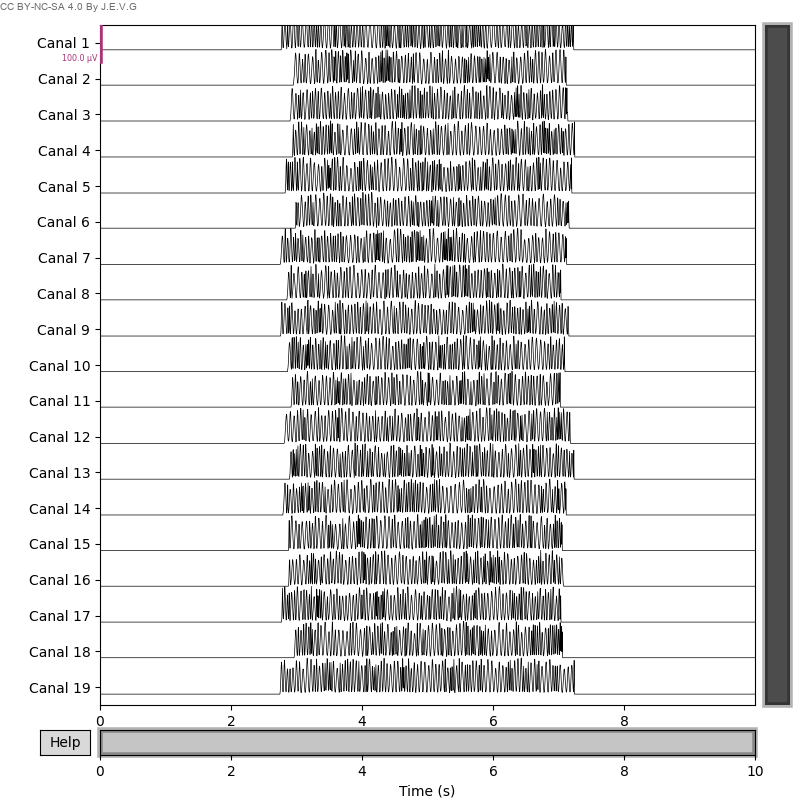 CC BY-NC-SA 4.0 By J.E.V.G
Canal 1
100.0 µV
Canal 2
Canal 3
Canal 4
Canal 5
Canal 6
Canal 7
Canal 8
Canal 9
Canal 10
Canal 11
Canal 12
Canal 13
Canal 14
Canal 15
Canal 16
Canal 17
Canal 18
Canal 19
0 2 4 6 8
Help
0 2 4 6 8 10
Time (s)